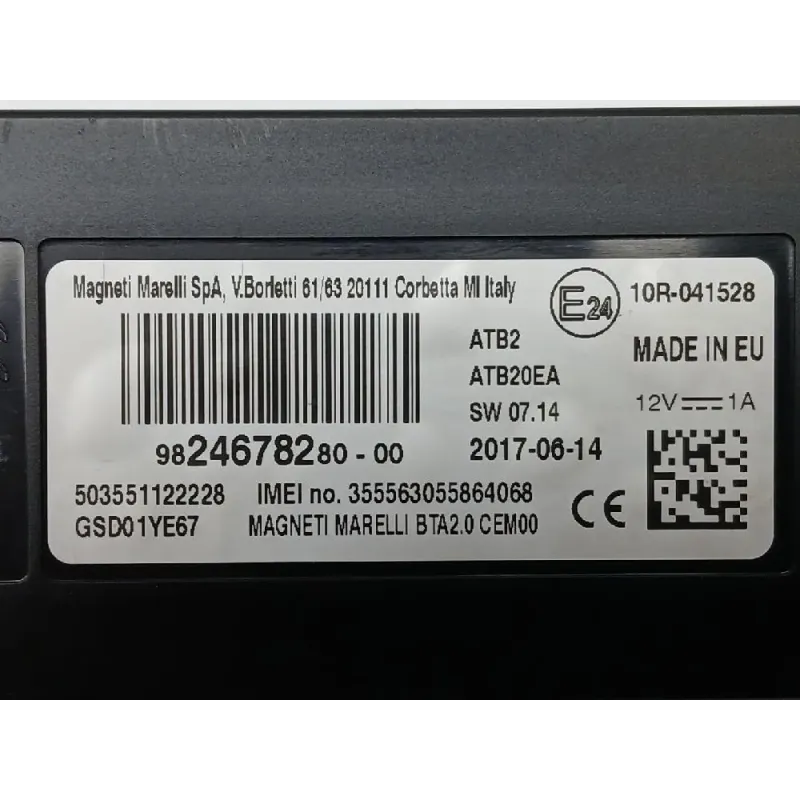 Magneti Marelli SpA, V.Borletti 61/63 20111 Corbetta MI Italy
E24
10R-041528
ATB2
MADE IN EU
ATB20EA
SW 07.14
12V 1A
9824678280-00
2017-06-14
503551122228 IMEI no. 355563055864068
GSD01YE67 MAGNETI MARELLI BTA2.0 CEM00
CE